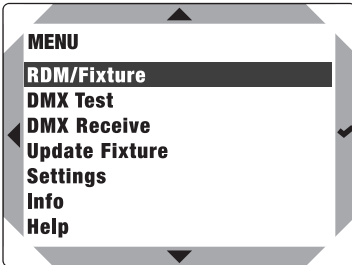 MENU
RDM/Fixture
DMX Test
DMX Receive
Update Fixture
Settings
Info
Help